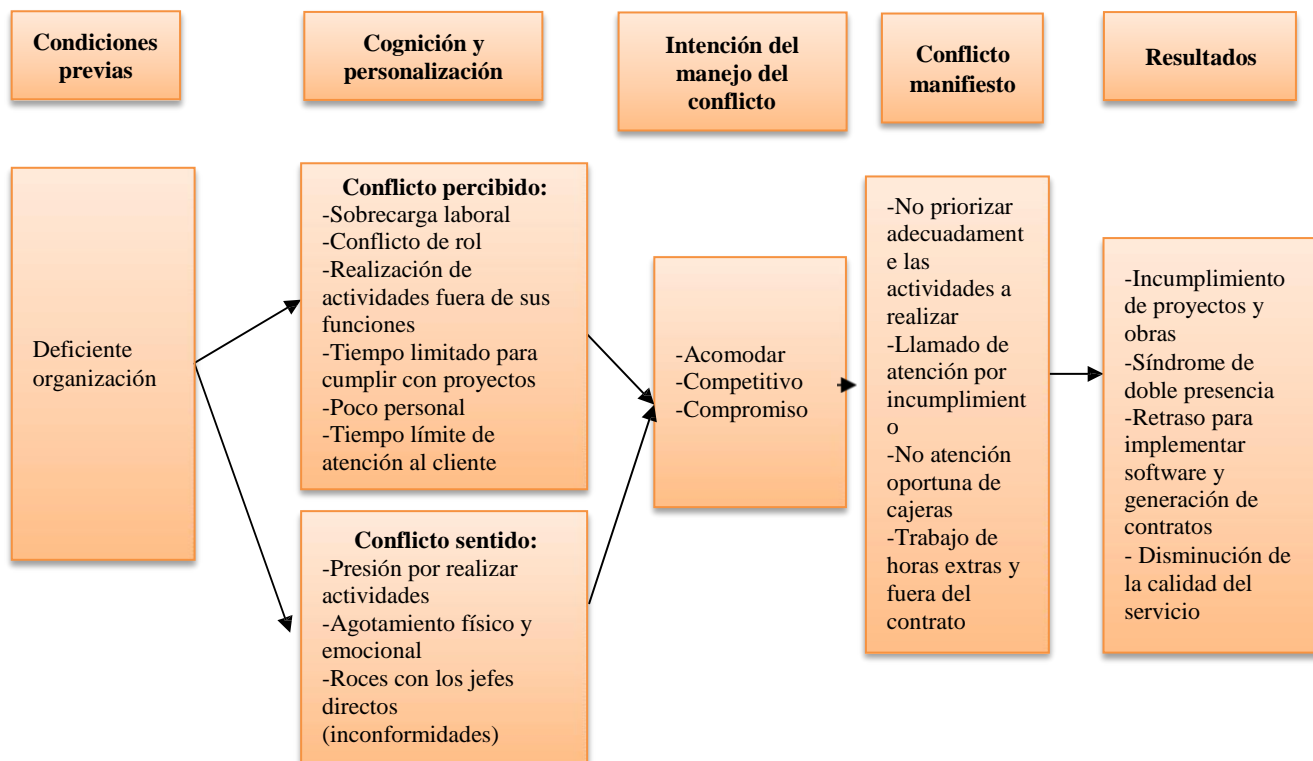 Condiciones
previas
Cognición y
personalización
Intención del
manejo del
conflicto
Conflicto
manifiesto
Resultados
Deficiente
organización
Conflicto percibido:
-Sobrecarga laboral
-Conflicto de rol
-Realización de
actividades fuera de sus
funciones
-Tiempo limitado para
cumplir con proyectos
-Poco personal
-Tiempo límite de
atención al cliente
Conflicto sentido:
-Presión por realizar
actividades
-Agotamiento físico y
emocional
-Roces con los jefes
directos
(inconformidades)
-Acomodar
-Competitivo
-Compromiso
-No priorizar
adecuadament
e las
actividades a
realizar
-Llamado de
atención por
incumplimient
o
-No atención
oportuna de
cajeras
-Trabajo de
horas extras y
fuera del
contrato
-Incumplimiento
de proyectos y
obras
-Síndrome de
doble presencia
-Retraso para
implementar
software y
generación de
contratos
- Disminución de
la calidad del
servicio